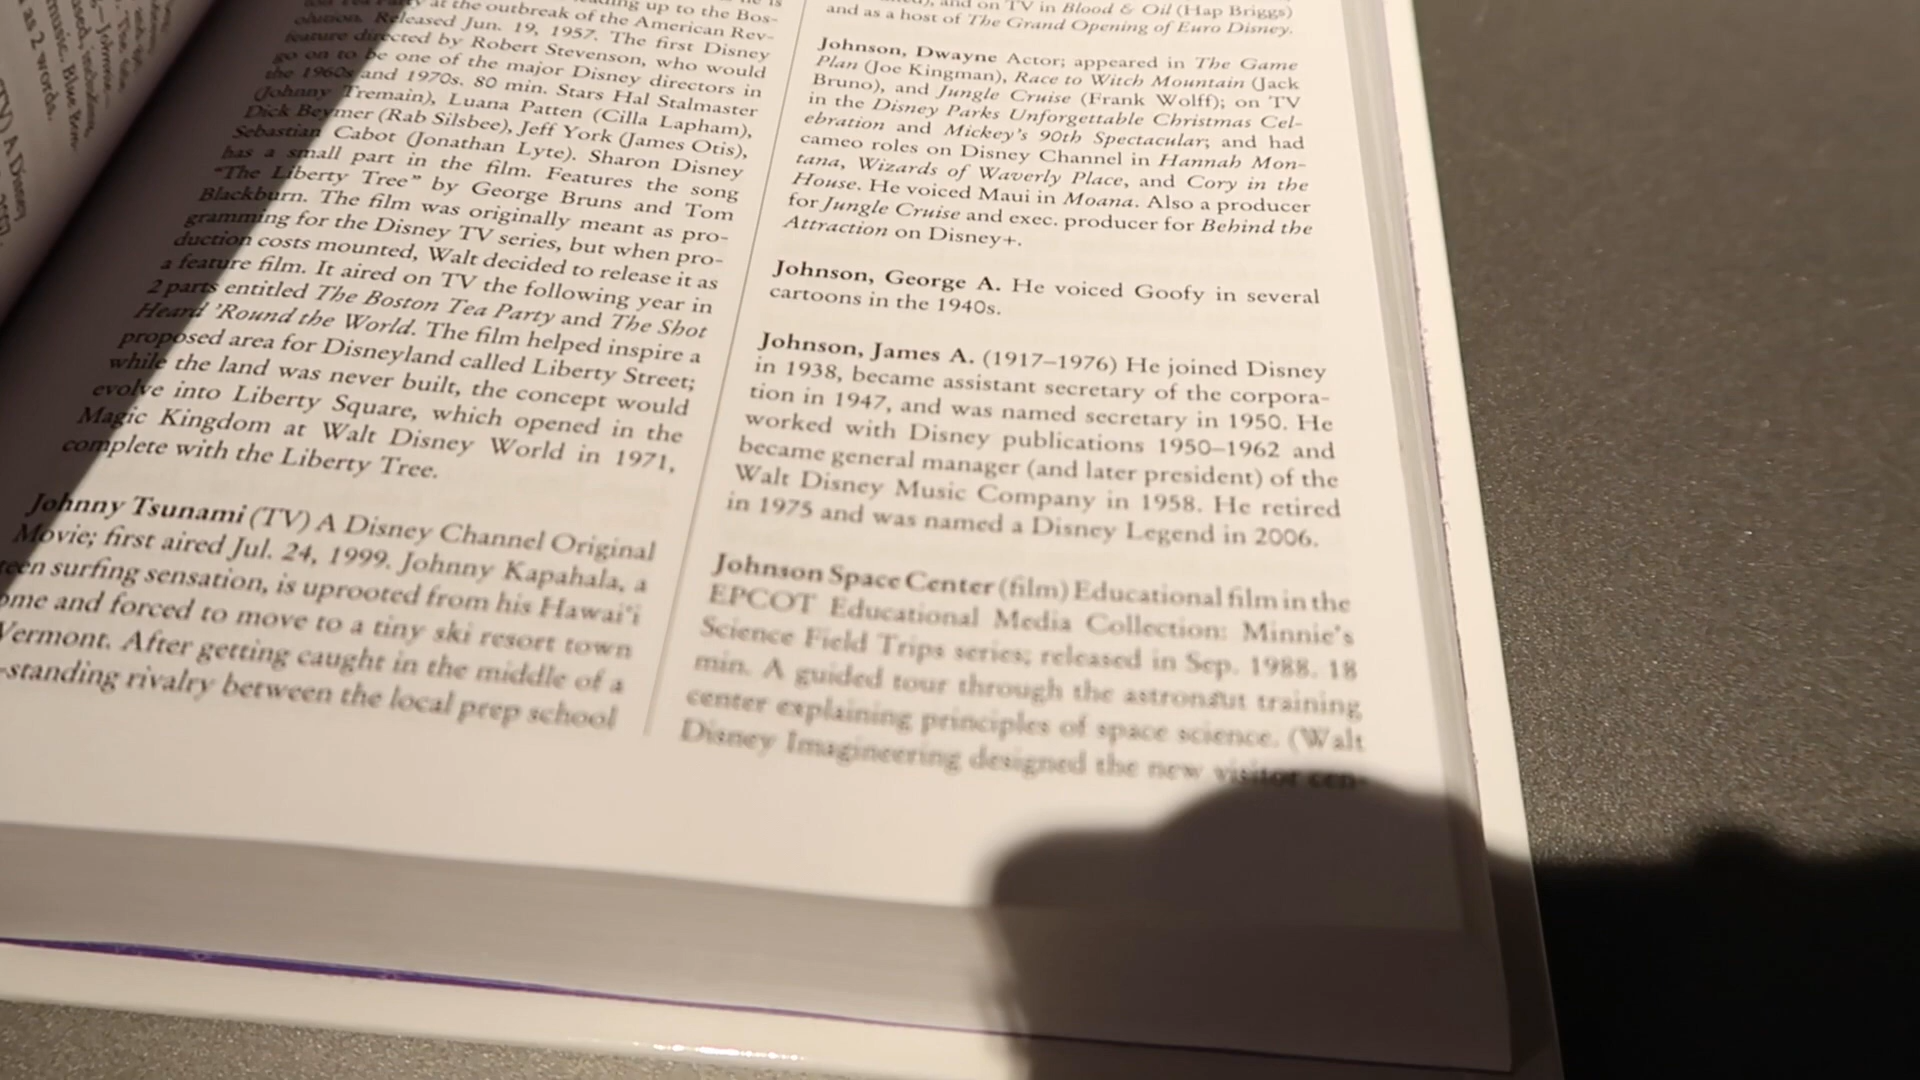 at the outbreak of the American Rev-
olution. Released Jun. 19, 1957. The first Disney
feature directed by Robert Stevenson, who would
go on to be one of the major Disney directors in
the 1960s and 1970s. 80 min. Stars Hal Stalmaster
(Johnny Tremain), Luana Patten (Cilla Lapham),
Dick Beymer (Rab Silsbee), Jeff York (James Otis),
Sebastian Cabot (Jonathan Lyte). Sharon Disney
has a small part in the film. Features the song
"The Liberty Tree" by George Bruns and Tom
Blackburn. The film was originally meant as pro-
gramming for the Disney TV series, but when pro-
duction costs mounted, Walt decided to release it as
a feature film. It aired on TV the following year in
2 parts entitled The Boston Tea Party and The Shot
Heard 'Round the World. The film helped inspire a
proposed area for Disneyland called Liberty Street;
while the land was never built, the concept would
evolve into Liberty Square, which opened in the
Magic Kingdom at Walt Disney World in 1971,
complete with the Liberty Tree.
Johnny Tsunami (TV) A Disney Channel Original
Movie; first aired Jul. 24, 1999. Johnny Kapahala, a
teen surfing sensation, is uprooted from his Hawai'i
ome and forced to move to a tiny ski resort town
Vermont. After getting caught in the middle of a
-standing rivalry between the local prep school
and on TV in Blood & Oil (Hap Briggs)
and as a host of The Grand Opening of Euro Disney.
Johnson, Dwayne Actor; appeared in The Game
Plan (Joe Kingman), Race to Witch Mountain (Jack
Bruno), and Jungle Cruise (Frank Wolff); on TV
in the Disney Parks Unforgettable Christmas Cel-
ebration and Mickey's 90th Spectacular; and had
cameo roles on Disney Channel in Hannah Mon-
tana, Wizards of Waverly Place, and Cory in the
House. He voiced Maui in Moana. Also a producer
for Jungle Cruise and exec. producer for Behind the
Attraction on Disney+.
Johnson, George A. He voiced Goofy in several
cartoons in the 1940s.
Johnson, James A. (1917–1976) He joined Disney
in 1938, became assistant secretary of the corpora-
tion in 1947, and was named secretary in 1950. He
worked with Disney publications 1950–1962 and
became general manager (and later president) of the
Walt Disney Music Company in 1958. He retired
in 1975 and was named a Disney Legend in 2006.
Johnson Space Center (film) Educational film in the
EPCOT Educational Media Collection: Minnie's
Science Field Trips series; released in Sep. 1988. 18
min. A guided tour through the astronaut training
center explaining principles of space science. (Walt
Disney Imagineering designed the new visitor cen-